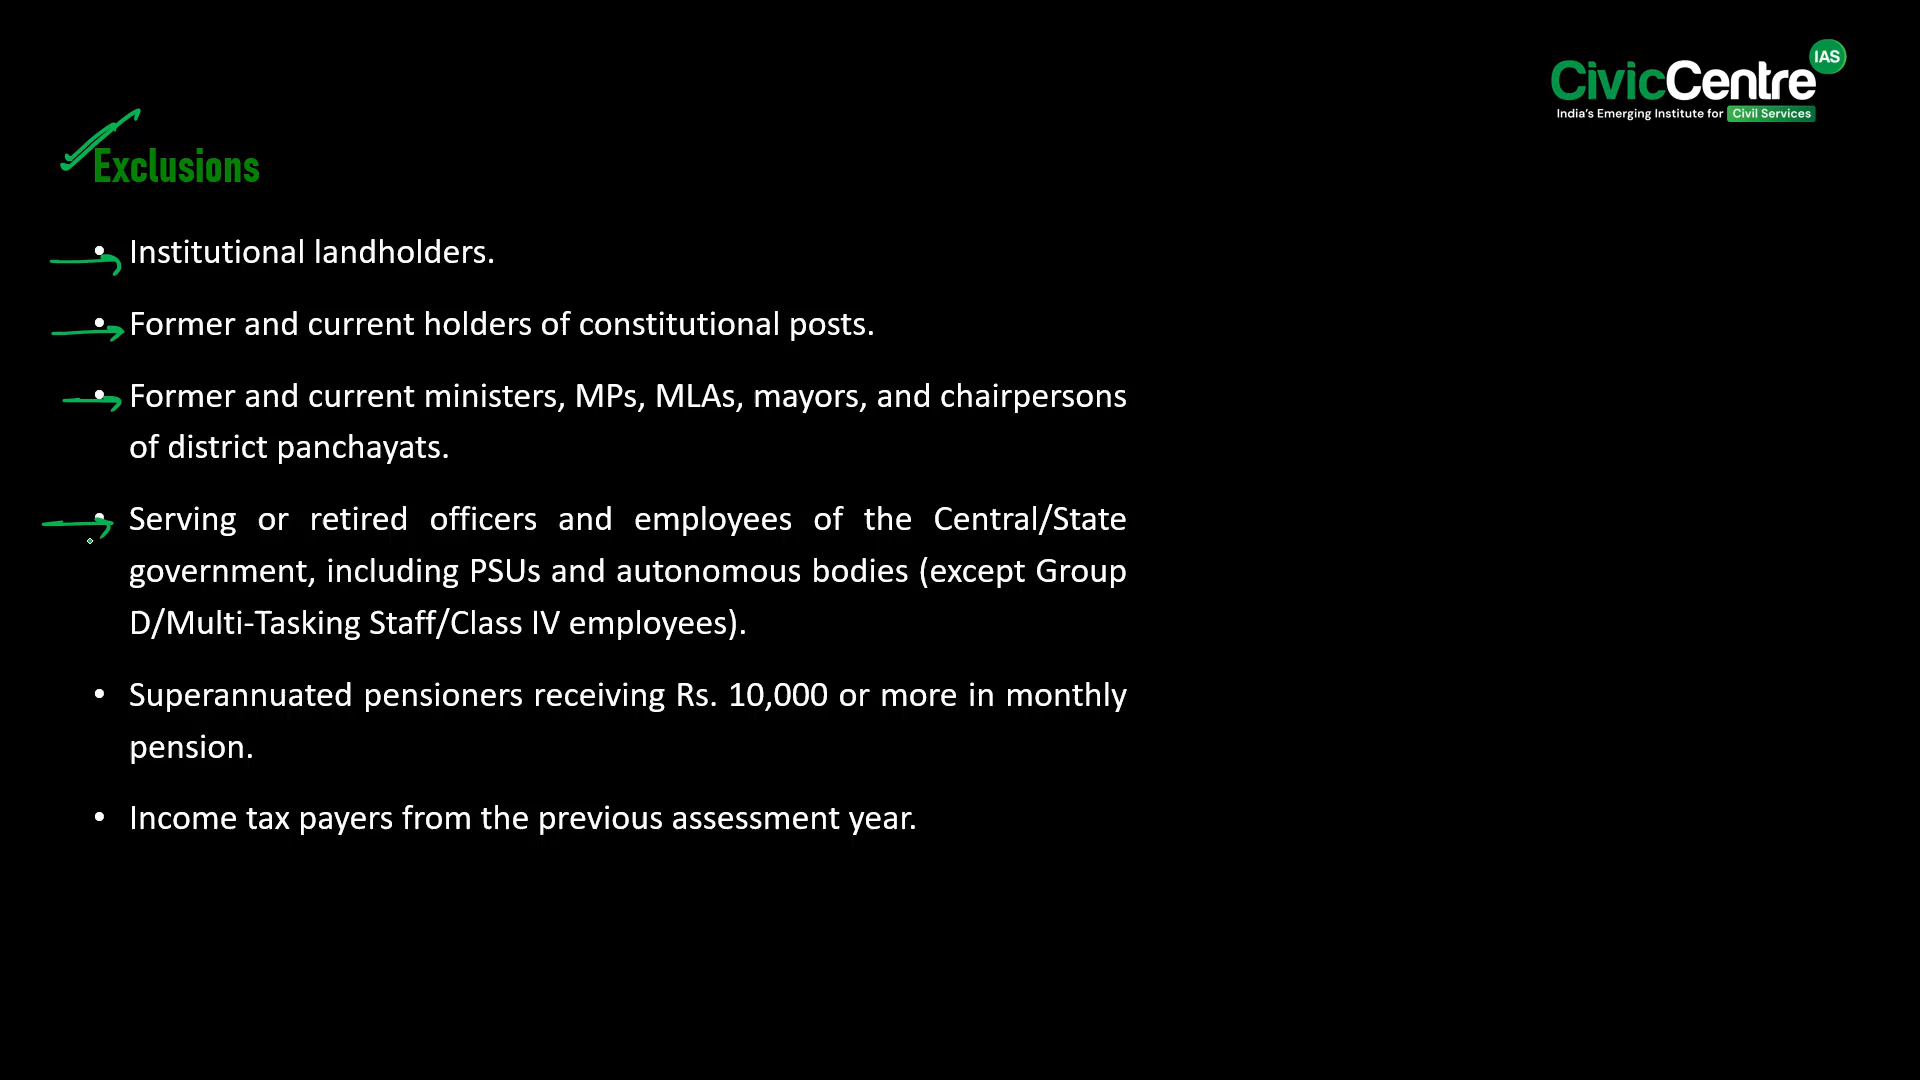 CivicCentre IAS
India's Emerging Institute for Civil Services
Exclusions
• Institutional landholders.
• Former and current holders of constitutional posts.
• Former and current ministers, MPs, MLAs, mayors, and chairpersons
of district panchayats.
• Serving or retired officers and employees of the Central/State
government, including PSUs and autonomous bodies (except Group
D/Multi-Tasking Staff/Class IV employees).
• Superannuated pensioners receiving Rs. 10,000 or more in monthly
pension.
• Income tax payers from the previous assessment year.